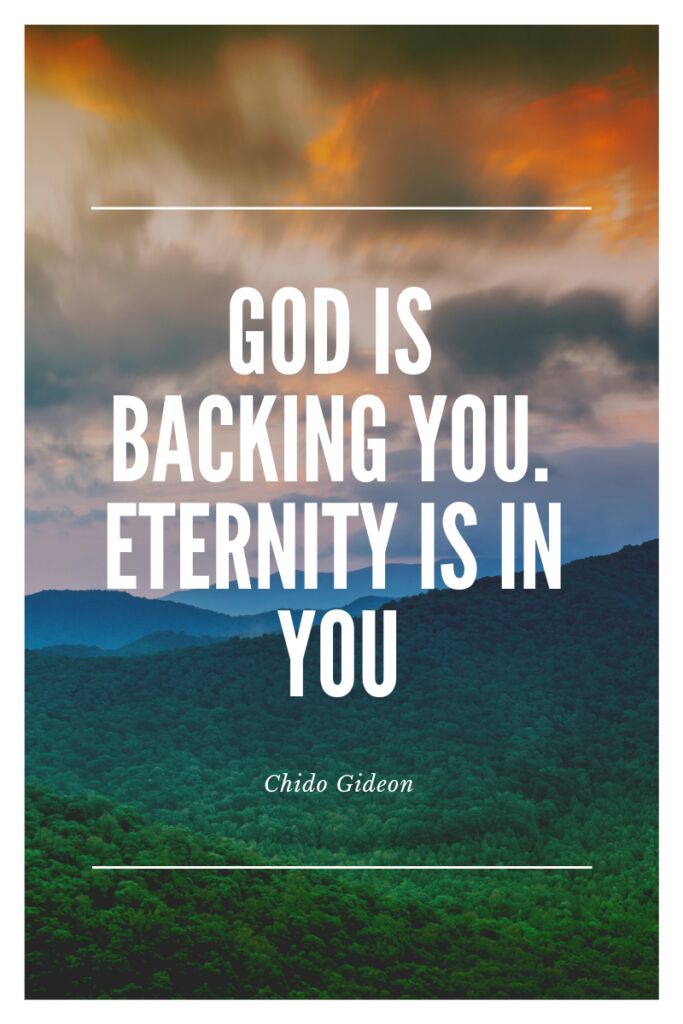 GOD IS
BACKING YOU.
ETERNITY IS IN
YOU
Chido Gideon